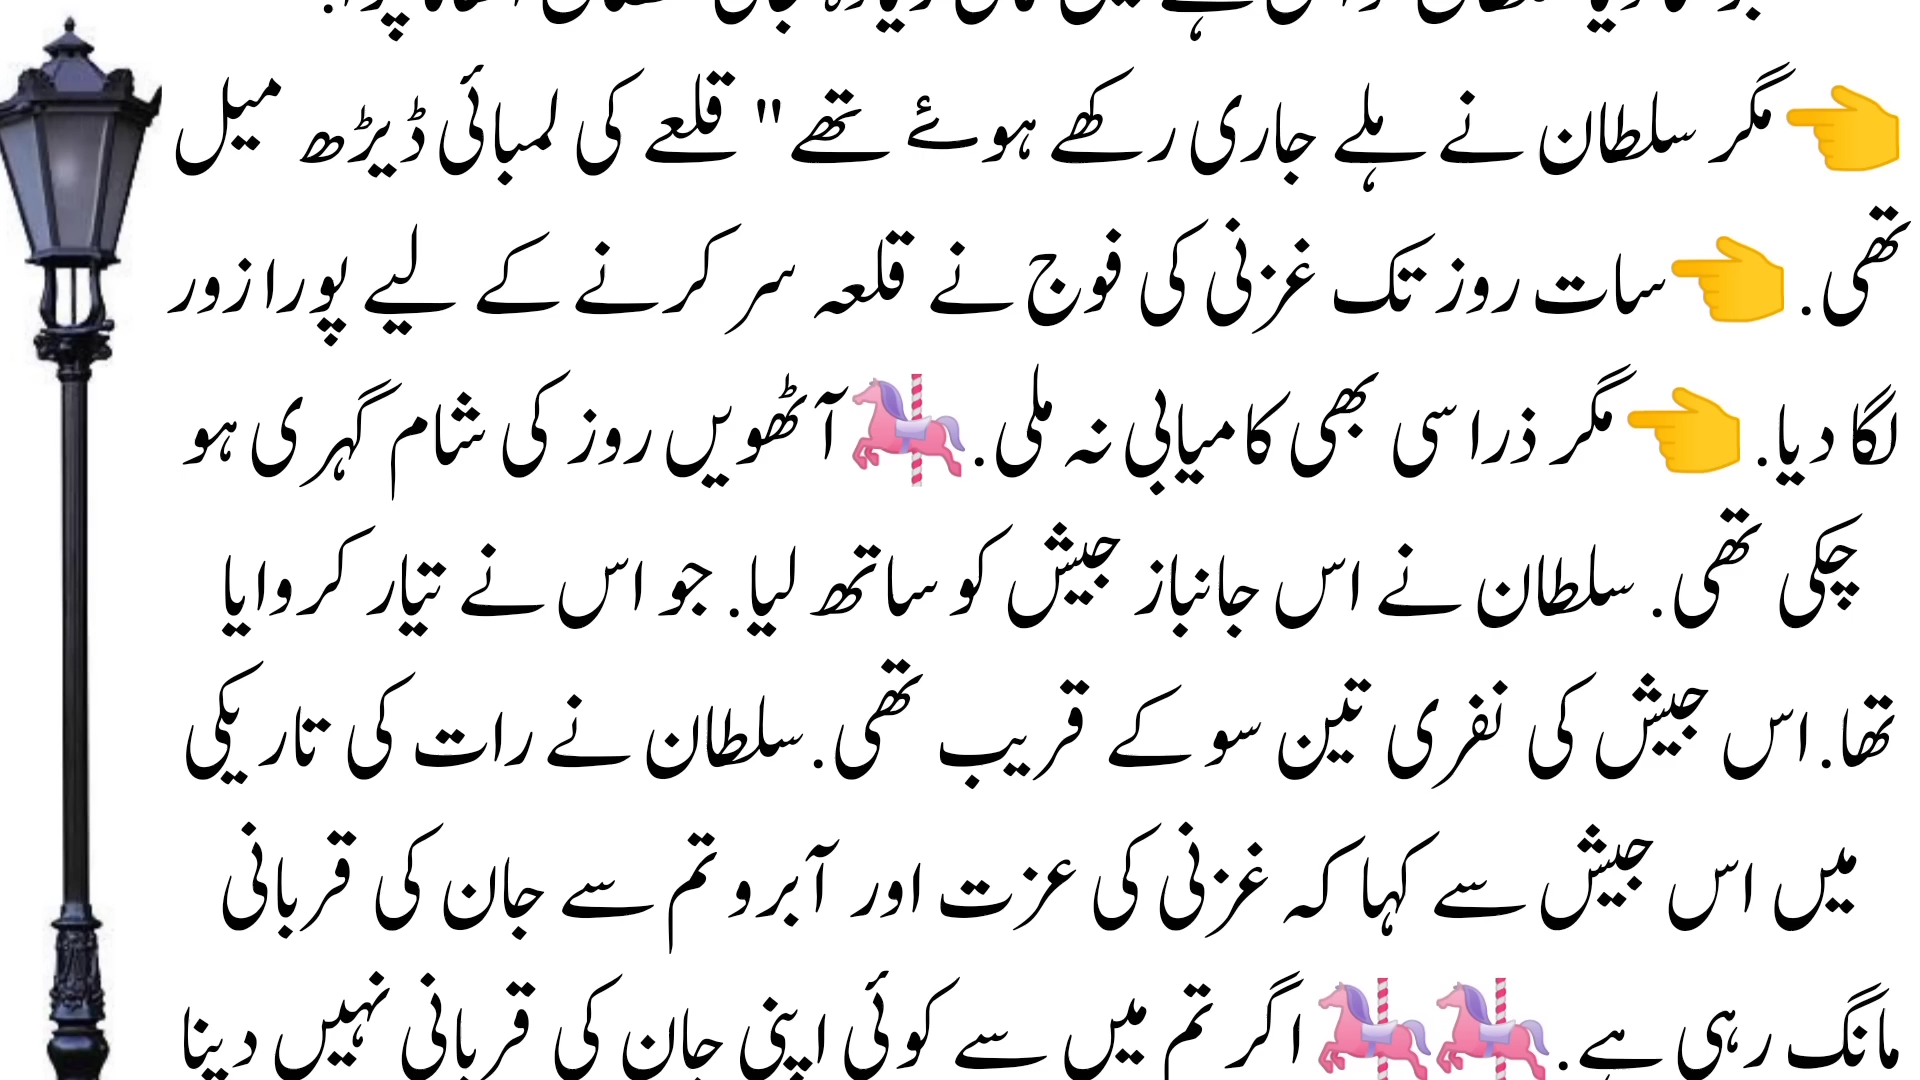 مگر سلطان نے ہلے جاری رکھے ہوئے تھے " قلعے کی لمبائی ڈیڑھ میل
تھی. سات روز تک غزنی کی فوج نے قلعہ سر کرنے کے لیے پورا زور
لگا دیا. مگر ذرا سی بھی کامیابی نہ ملی. آٹھویں روز کی شام گہری ہو
چکی تھی. سلطان نے اس جانباز جیش کو ساتھ لیا. جو اس نے تیار کروایا
تھا. اس جیش کی نفری تین سو کے قریب تھی. سلطان نے رات کی تاریکی
میں اس جیش سے کہا کہ غزنی کی عزت اور آبرو تم سے جان کی قربانی
مانگ رہی ہے. اگر تم میں سے کوئی اپنی جان کی قربانی نہیں دینا